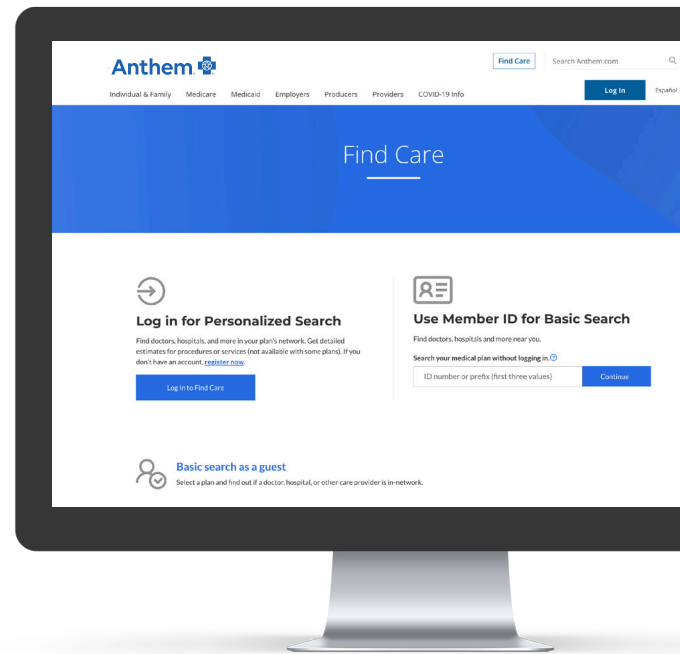 Anthem
Find Care
Search Anthem.com
Individual & Family Medicare Medicaid Employers Producers Providers COVID-19 Info
Log In
Español
Find Care
Log in for Personalized Search
Find doctors, hospitals, and more in your plan's network. Get detailed
estimates for procedures or services (not available with some plans). If you
don't have an account, register now.
Log In to Find Care
Use Member ID for Basic Search
Find doctors, hospitals and more near you.
Search your medical plan without logging in.
ID number or prefix (first three values)
Continue
Basic search as a guest
Select a plan and find out if a doctor, hospital, or other care provider is in-network.